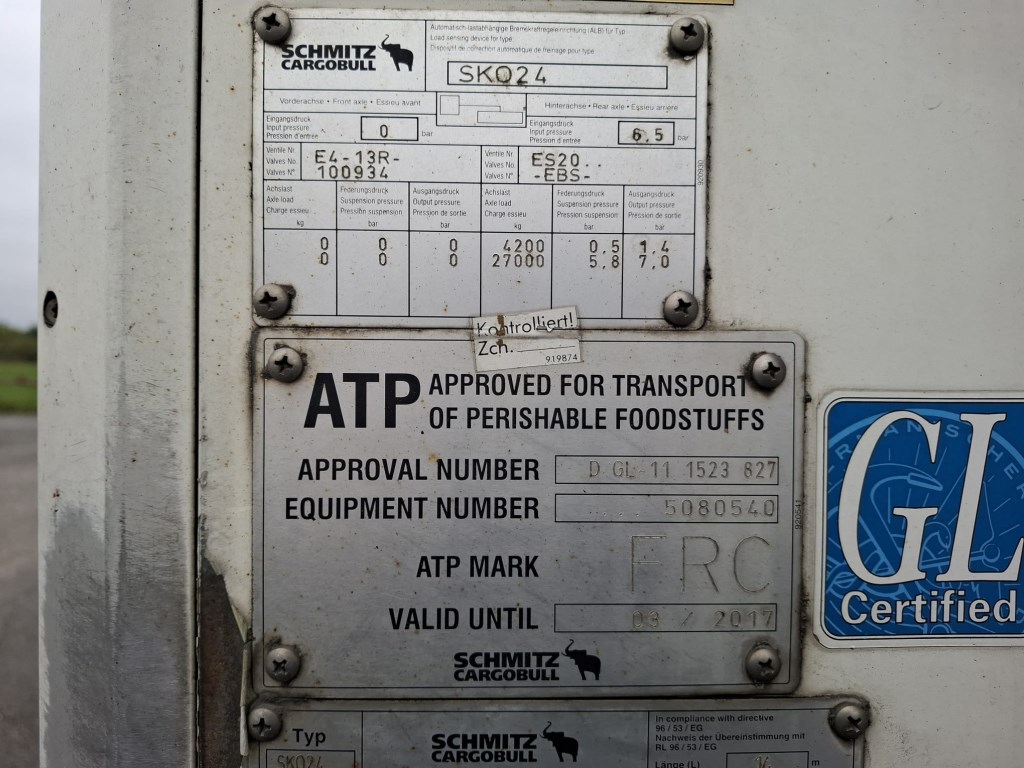 SCHMITZ
CARGOBULL
Automatisch-lastabhängige Bremskraftregeleinrichtung (ALB) für Typ
Load sensing device for type
Dispositif de correction automatique de freinage pour type
SKO24
Vorderachse • Front axle • Essieu avant
Hinterachse • Rear axle • Essieu arrière
Eingangsdruck
Input pressure
Pression d'entrée
0 bar
Eingangsdruck
Input pressure
Pression d'entrée
6.5 bar
Ventile Nr.
Valves No.
Valves N°
E4-13R-
100934
Ventile Nr.
Valves No.
Valves N°
ES20..
-EBS-
920930
Achslast
Axle load
Charge essieu
kg
Federungsdruck
Suspension pressure
Pression suspension
bar
Ausgangsdruck
Output pressure
Pression de sortie
bar
Achslast
Axle load
Charge essieu
kg
Federungsdruck
Suspension pressure
Pression suspension
bar
Ausgangsdruck
Output pressure
Pression de sortie
bar
0 0 0 4200 0.5 1.4
0 0 0 27000 5.8 7.0
Kontrolliert!
Zch.
919874
ATP APPROVED FOR TRANSPORT
OF PERISHABLE FOODSTUFFS
APPROVAL NUMBER D GL-11 1523 827
EQUIPMENT NUMBER 5080540
ATP MARK FRC
VALID UNTIL 03 / 2017
SCHMITZ
CARGOBULL
GL
Certified
Typ
SKO24
SCHMITZ
CARGOBULL
In compliance with directive
96 / 53 / EG
Nachweis der Übereinstimmung mit
RL 96 / 53 / EG
Länge (L) 14 m